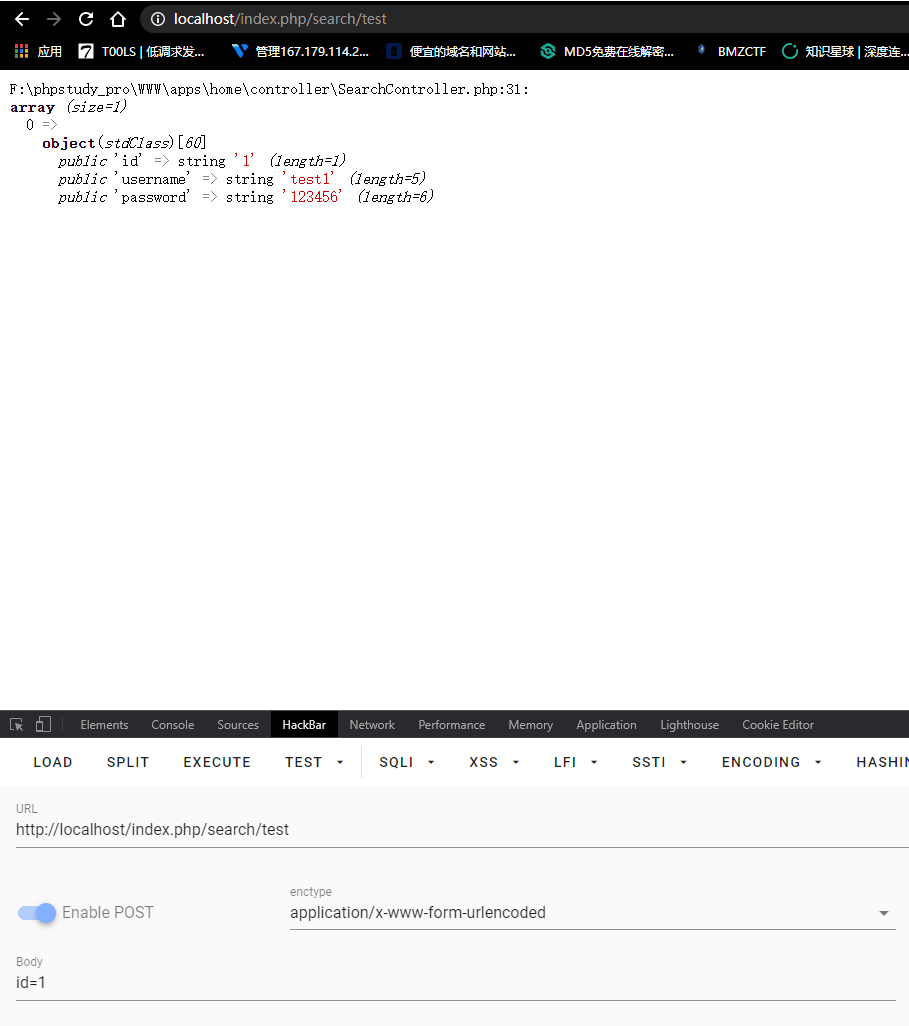 localhost/index.php/search/test
应用 T00LS | 低调求发... 管理167.179.114.2... 便宜的域名和网站... MD5免费在线解密... BMZCTF 知识星球 | 深度连...
F:\phpstudy_pro\WWW\apps\home\controller\SearchController.php:31:
array (size=1)
0 =>
object(stdClass)[60]
public 'id' => string '1' (length=1)
public 'username' => string 'test1' (length=5)
public 'password' => string '123456' (length=6)
Elements Console Sources HackBar Network Performance Memory Application Lighthouse Cookie Editor
LOAD SPLIT EXECUTE TEST SQLI XSS LFI SSTI ENCODING HASHIN
URL
http://localhost/index.php/search/test
enctype
Enable POST application/x-www-form-urlencoded
Body
id=1